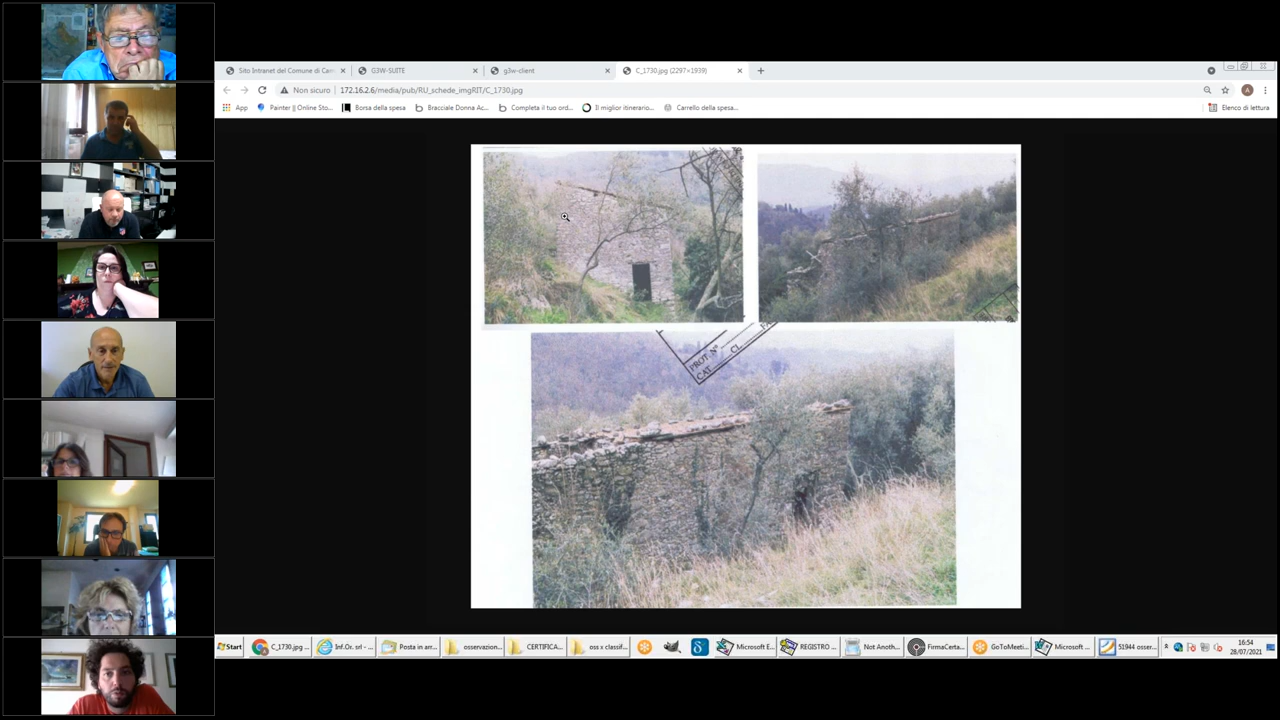 Sito Intranet del Comune di Cam
G3W-SUITE
g3w-client
C_1730.jpg (2297×1939)
Non sicuro
172.16.2.6/media/pub/RU_schede_imgRIT/C_1730.jpg
A
App
Painter || Online Sto...
Borsa della spesa
Bracciale Donna Ac...
Completa il tuo ord...
Il miglior itinerario...
Carrello della spesa...
Elenco di lettura
PROT. N°
CAT
CL.
Start
C_1730.jpg ...
Inf.Or. srl - ...
Posta in arr...
osservazion...
CERTIFICA...
oss x classif...
Microsoft E...
REGISTRO ...
Not Anoth...
FirmaCerta...
GoToMeeti...
Microsoft ...
51944 osser...
16:54
28/07/2021